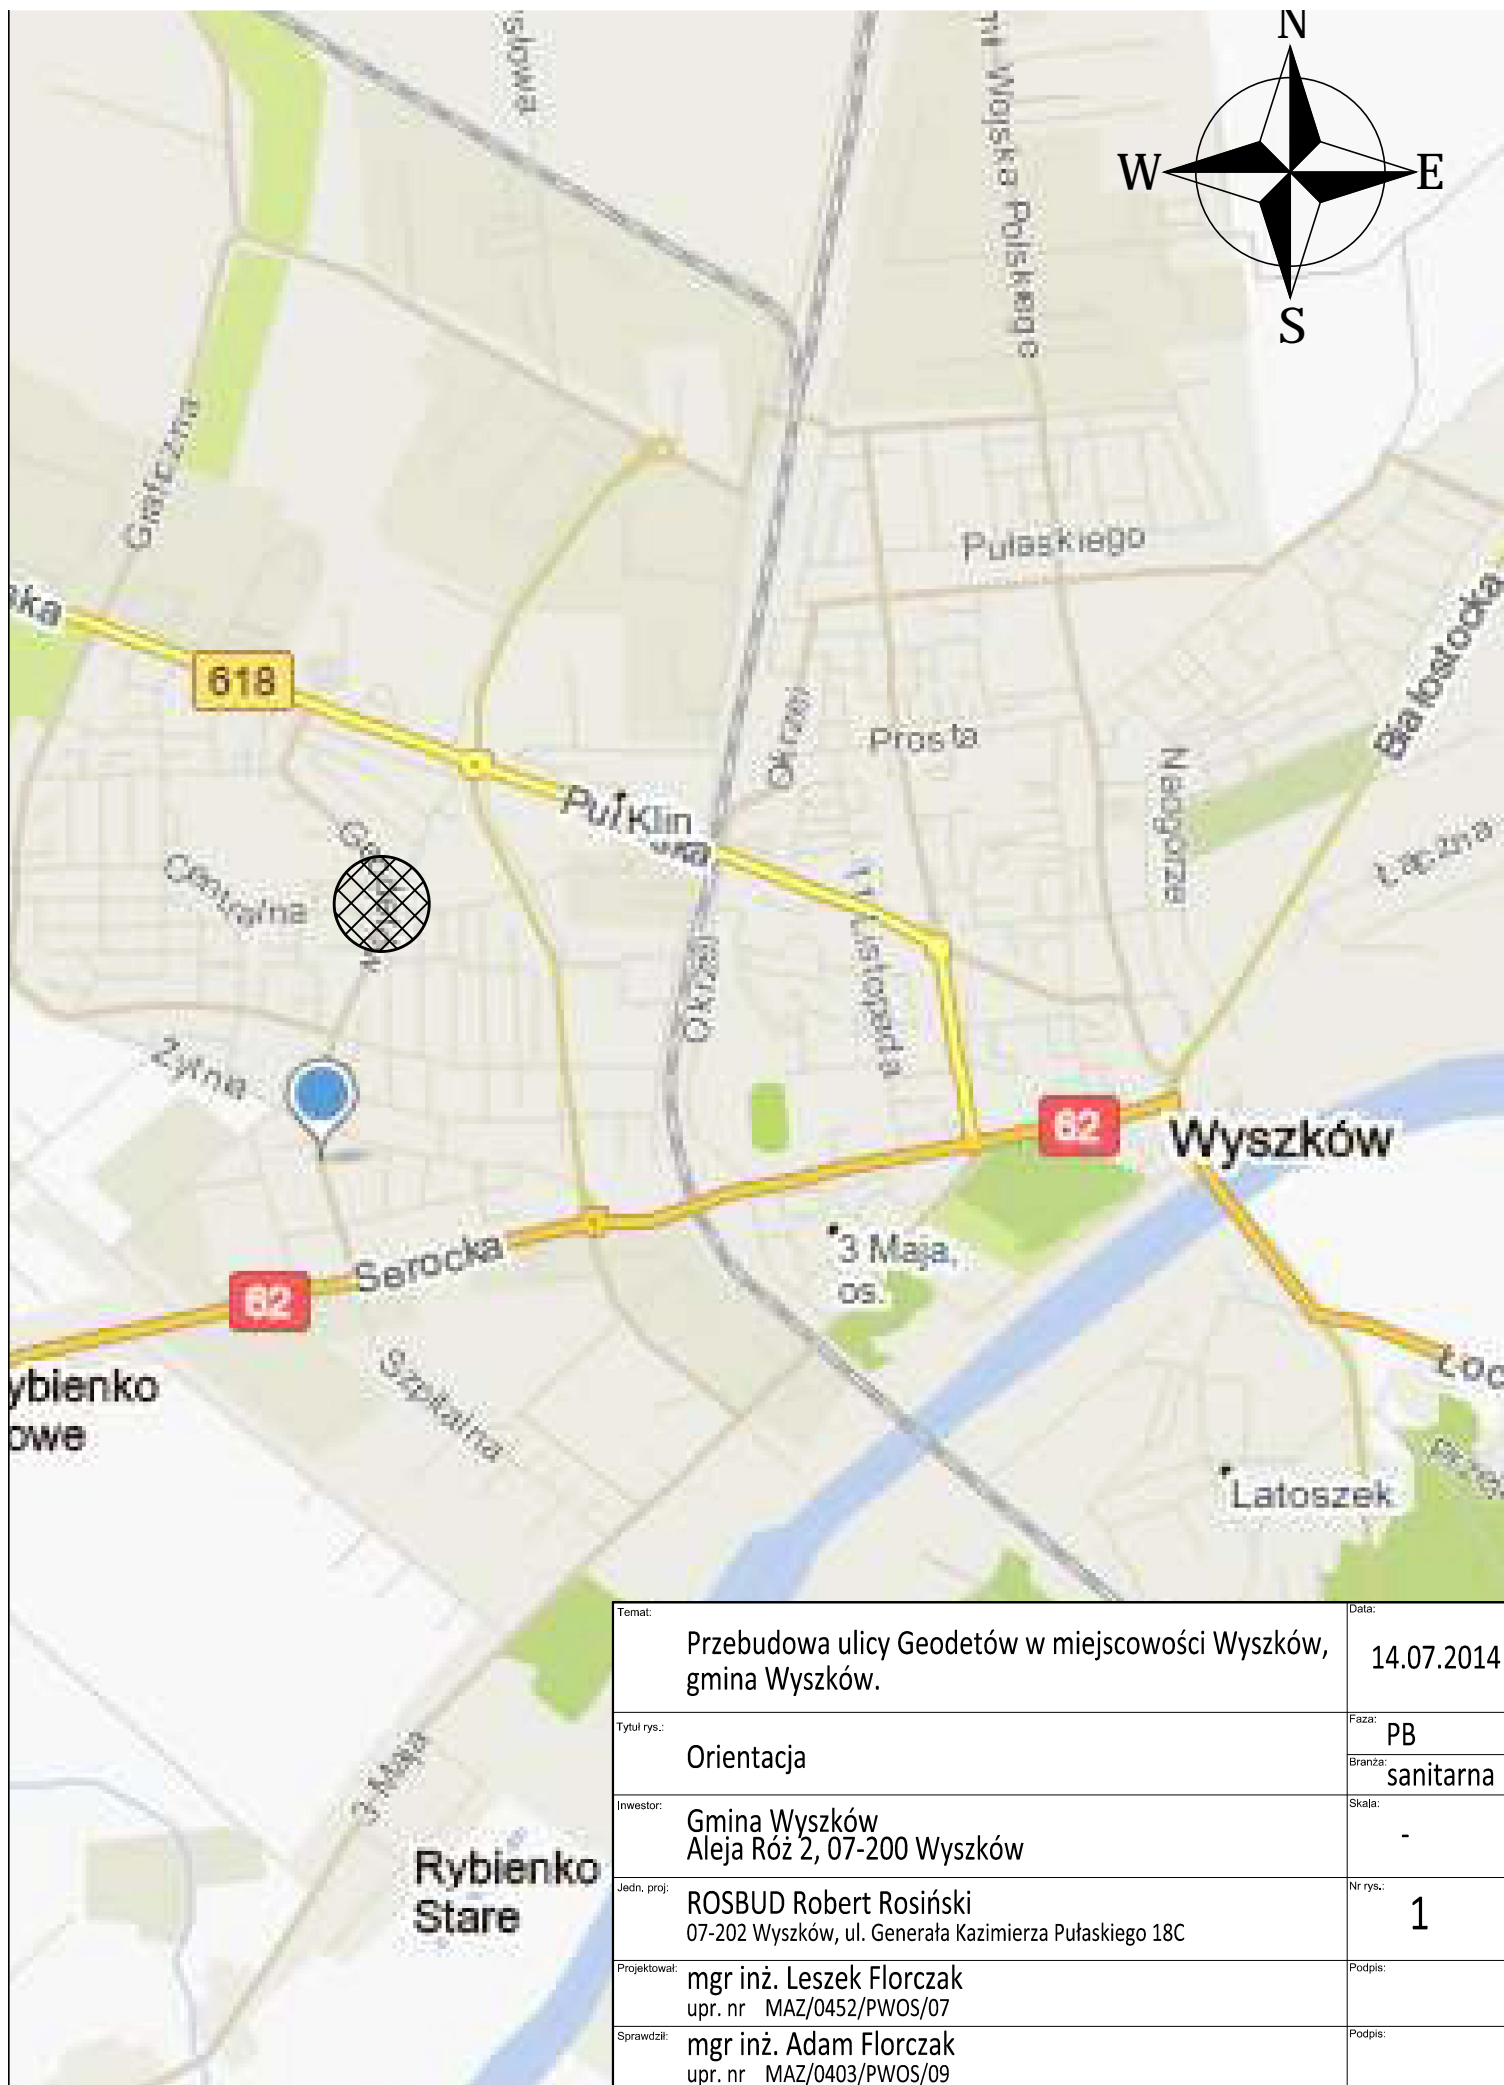 N
W
E
S
Wojska Polskiego
Graniczna
Pułaskiego
Białostocka
618
Okrzei
Prosta
Nadgórze
Klin
Łączna
Centralna
Okrzei
11 Listopada
Żytnia
62
Wyszków
3 Maja,
os.
Serocka
62
Szpitalna
Latoszek
3 Maja
Rybienko
Stare
Temat:
Przebudowa ulicy Geodetów w miejscowości Wyszków,
gmina Wyszków.
Data:
14.07.2014
Tytuł rys.:
Orientacja
Faza:
PB
Branża:
sanitarna
Inwestor:
Gmina Wyszków
Aleja Róż 2, 07-200 Wyszków
Skala:
-
Jedn. proj:
ROSBUD Robert Rosiński
07-202 Wyszków, ul. Generała Kazimierza Pułaskiego 18C
Nr rys.:
1
Projektował:
mgr inż. Leszek Florczak
upr. nr MAZ/0452/PWOS/07
Podpis:
Sprawdził:
mgr inż. Adam Florczak
upr. nr MAZ/0403/PWOS/09
Podpis: